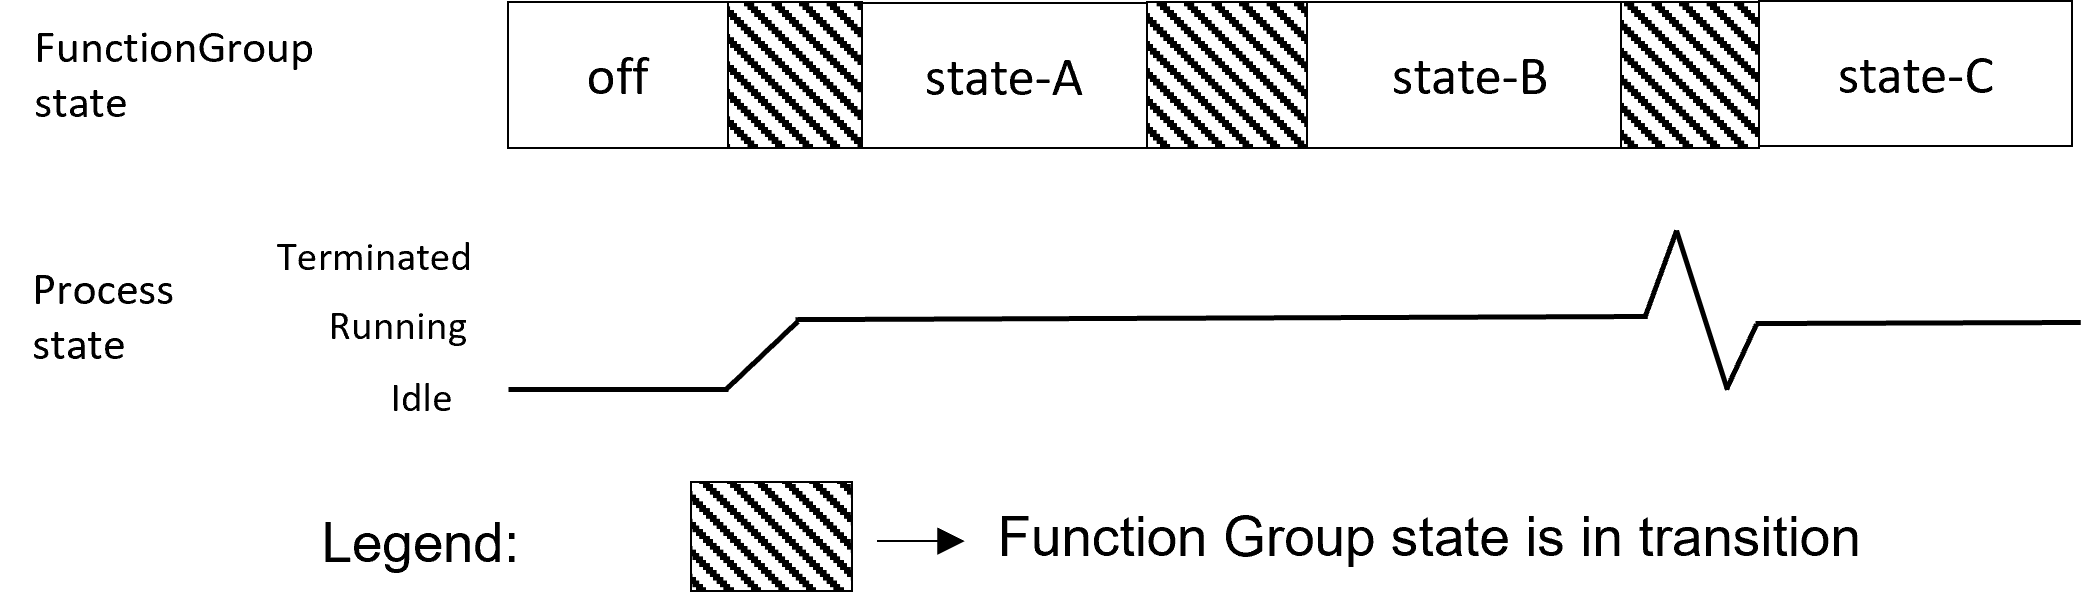 FunctionGroup
state
off
state-A
state-B
state-C
Process
state
Terminated
Running
Idle
Legend:
Function Group state is in transition